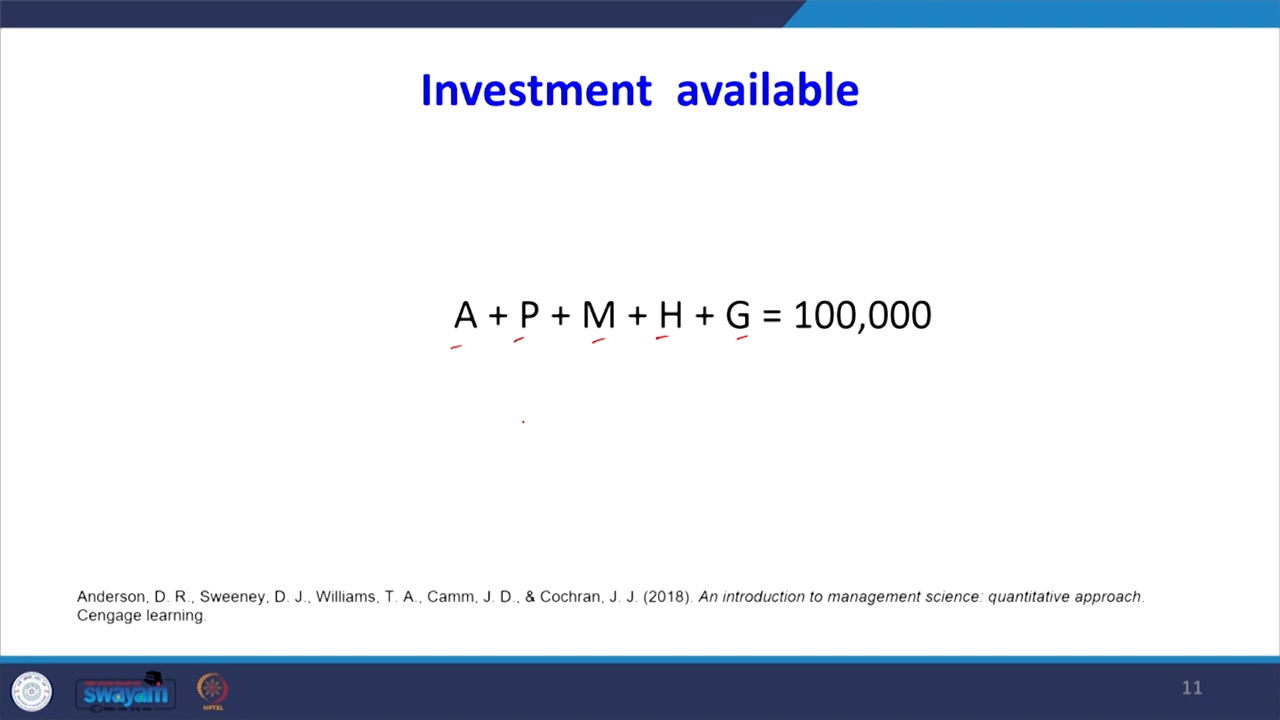 Investment available
A + P + M + H + G = 100,000
Anderson, D. R., Sweeney, D. J., Williams, T. A., Camm, J. D., & Cochran, J. J. (2018). An introduction to management science: quantitative approach.
Cengage learning.
swayam
NPTEL
11